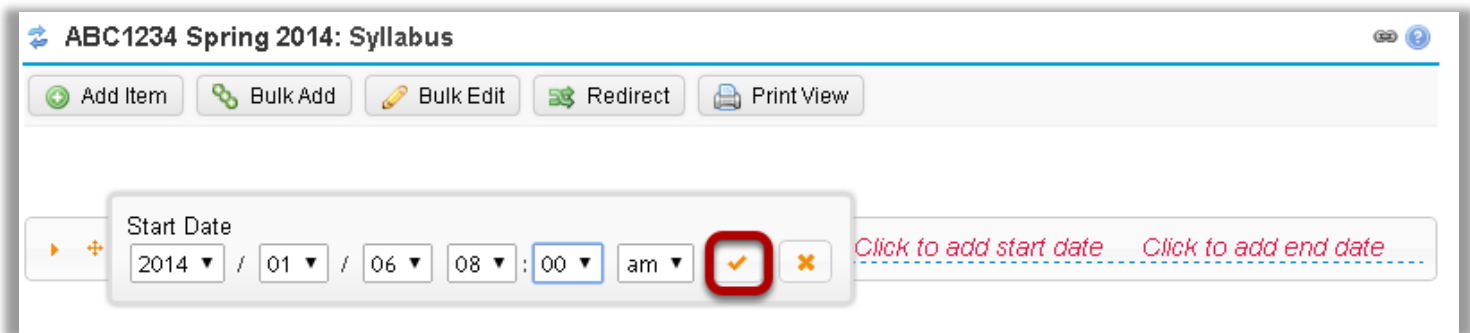 ABC1234 Spring 2014: Syllabus
Add Item Bulk Add Bulk Edit Redirect Print View
Start Date
2014 / 01 / 06 08 : 00 am
Click to add start date Click to add end date